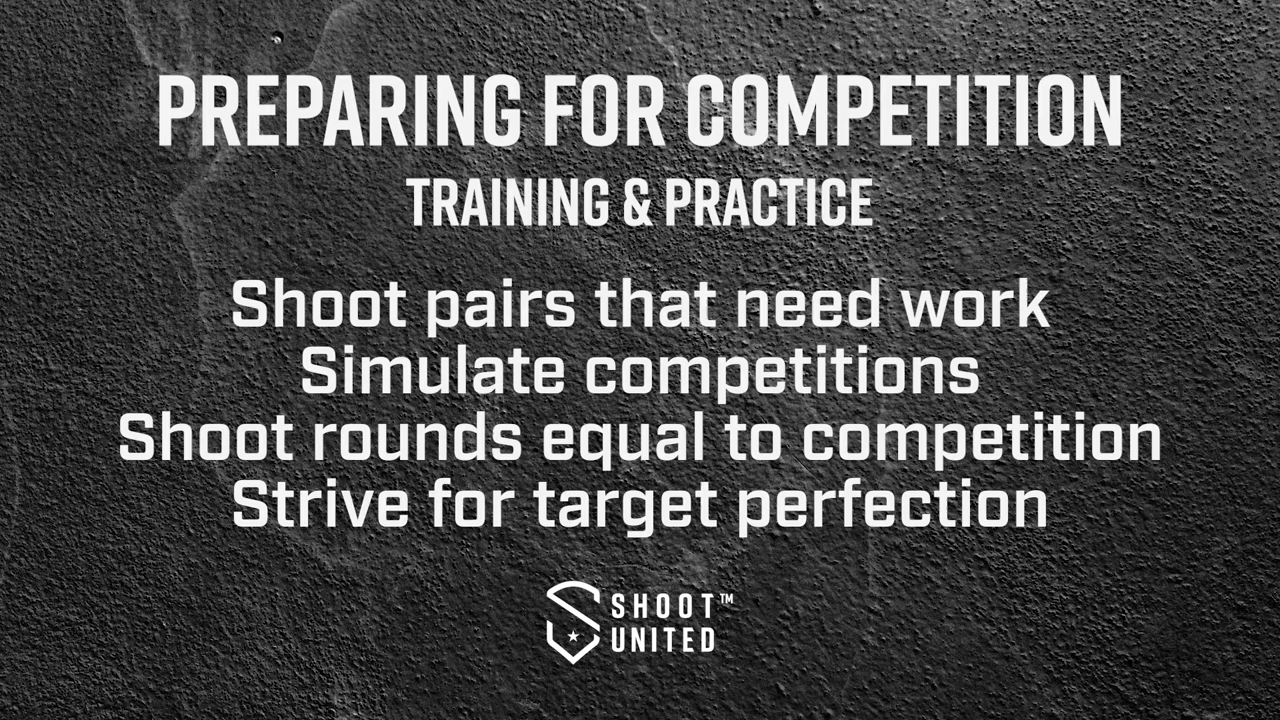 PREPARING FOR COMPETITION
TRAINING & PRACTICE
Shoot pairs that need work
Simulate competitions
Shoot rounds equal to competition
Strive for target perfection
SHOOT™
UNITED